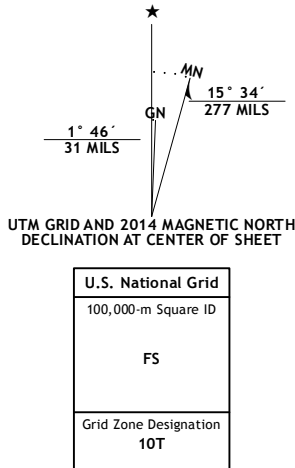 MN
GN
15° 34´
277 MILS
1° 46´
31 MILS
UTM GRID AND 2014 MAGNETIC NORTH
DECLINATION AT CENTER OF SHEET
U.S. National Grid
100,000-m Square ID
FS
Grid Zone Designation
10T